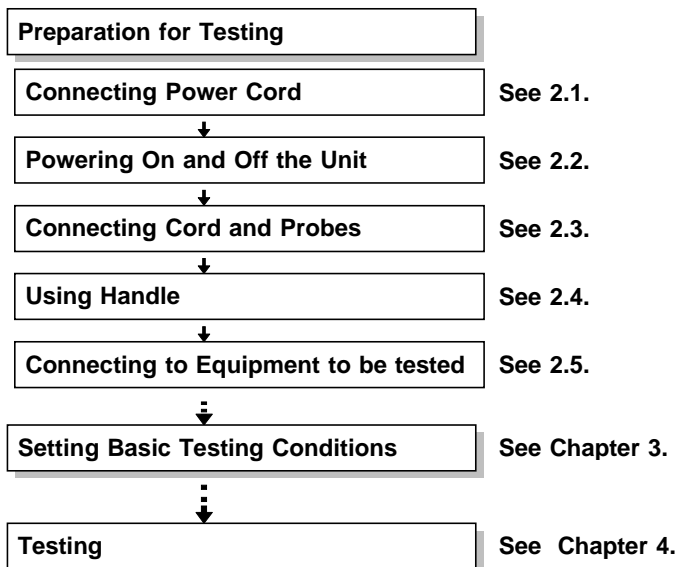 Preparation for Testing
Connecting Power Cord See 2.1.
Powering On and Off the Unit See 2.2.
Connecting Cord and Probes See 2.3.
Using Handle See 2.4.
Connecting to Equipment to be tested See 2.5.
Setting Basic Testing Conditions See Chapter 3.
Testing See Chapter 4.